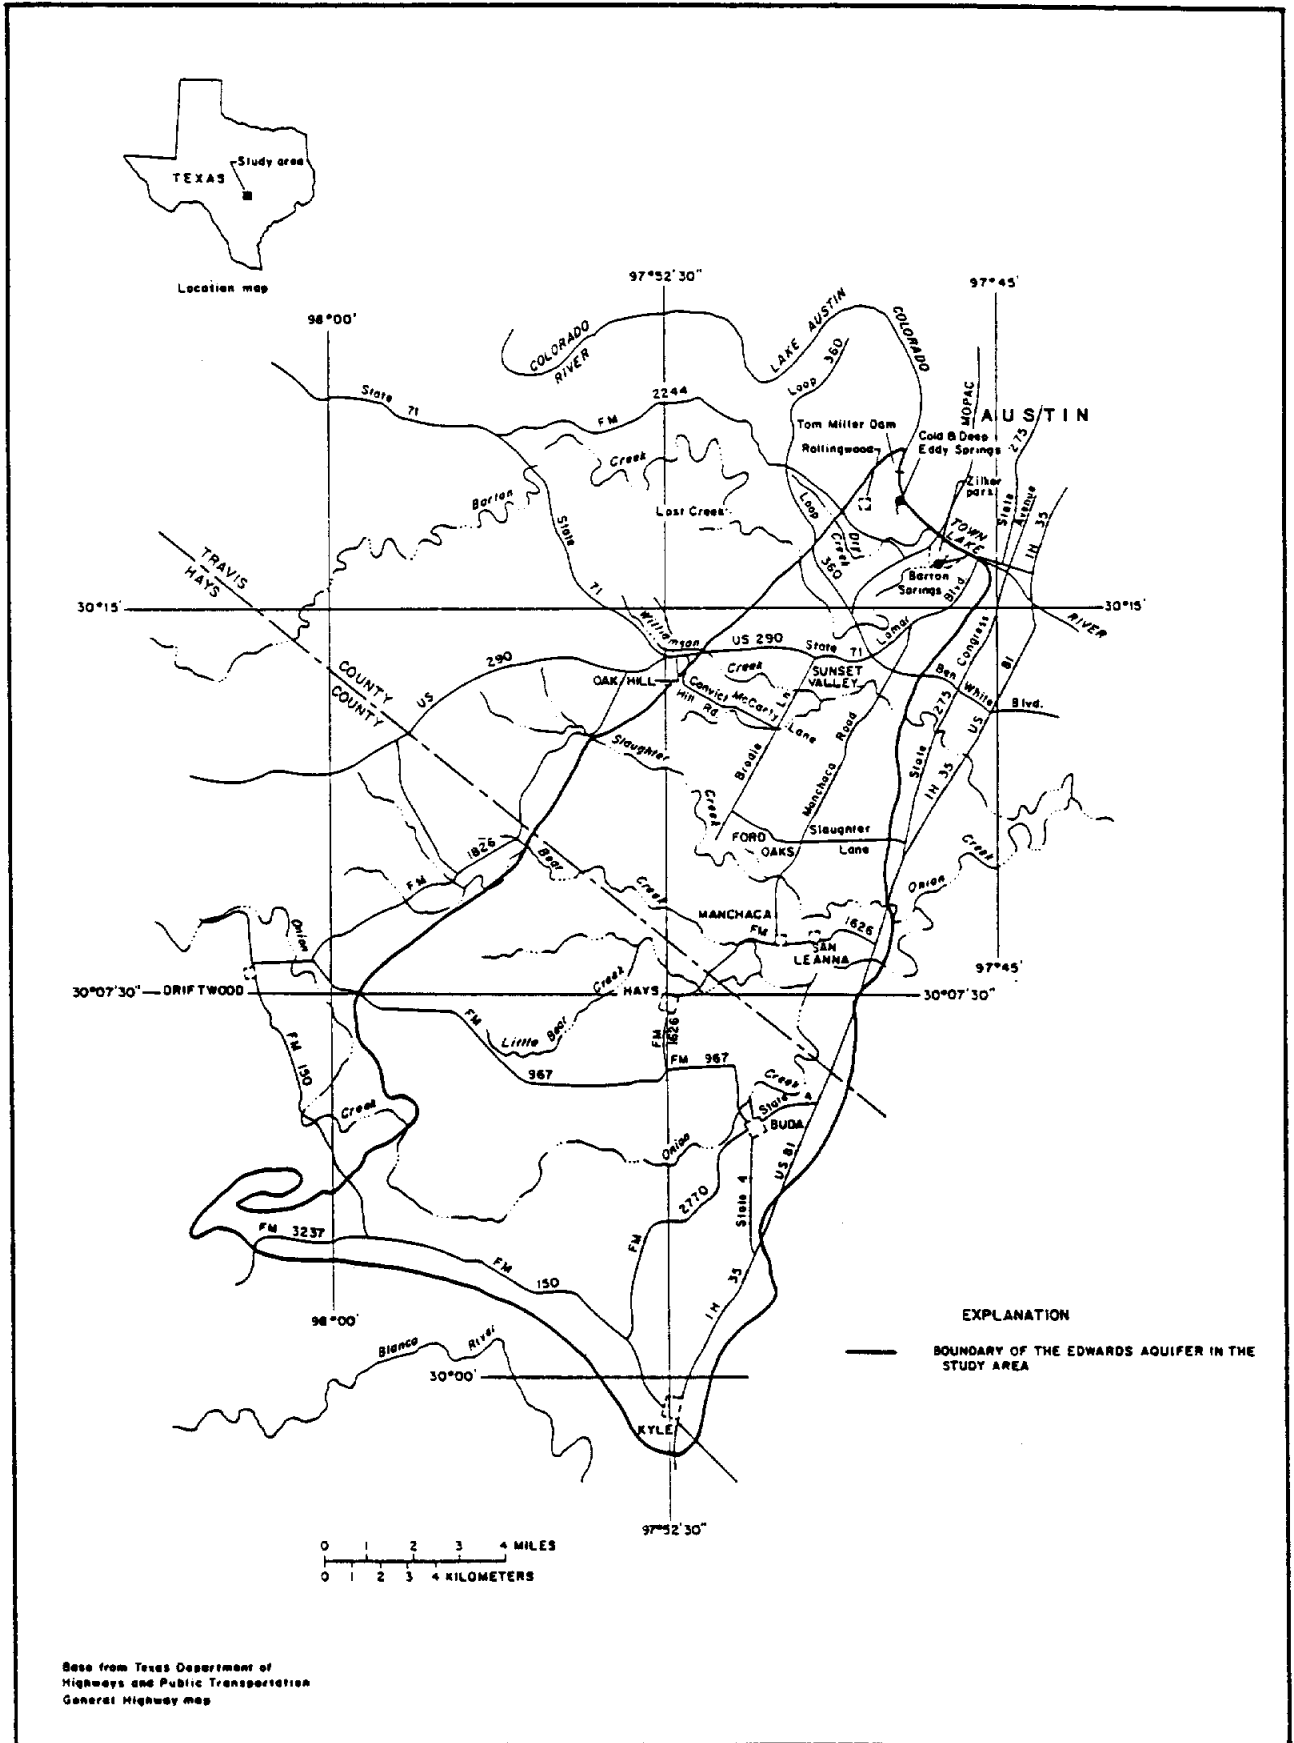 TEXAS
Study area
Location map
97°52'30"
97°45'
98°00'
COLORADO
RIVER
LAKE AUSTIN
COLORADO
Loop 360
State 71
FM 2244
MOPAC
AUSTIN
Tom Miller Dam
Rollingwood
Cold & Deep
Eddy Springs
275
Creek
Barton
Zilker
park
Lost Creek
Loop
360
Dry
Creek
State
Avenue
IH 35
TOWN
LAKE
State
71
Barton
Springs
Blvd
TRAVIS
HAYS
30°15'
30°15'
RIVER
Williamson
US 290
State 71
Lamar
Congress
81
290
US
COUNTY
COUNTY
OAK HILL
Creek
SUNSET
VALLEY
Ben White Blvd.
Convict
Hill Rd.
McCarty
Lane
Brodie Ln
Manchaca Road
State 275
US
IH 35
Slaughter
Creek
FORD
OAKS
Slaughter
Lane
Onion
Creek
FM 1826
Bear
Creek
Onion
MANCHACA
FM
1626
SAN
LEANNA
97°45'
30°07'30"
DRIFTWOOD
HAYS
30°07'30"
Creek
Little Bear
FM
1626
FM
967
FM 967
FM 150
Creek
Creek
State 4
BUDA
Onion
US 81
2770
State 4
FM 3237
FM
FM
150
IH 35
98°00'
EXPLANATION
BOUNDARY OF THE EDWARDS AQUIFER IN THE
STUDY AREA
Blanco River
30°00'
KYLE
97°52'30"
0 1 2 3 4 MILES
0 1 2 3 4 KILOMETERS
Base from Texas Department of
Highways and Public Transportation
General Highway map